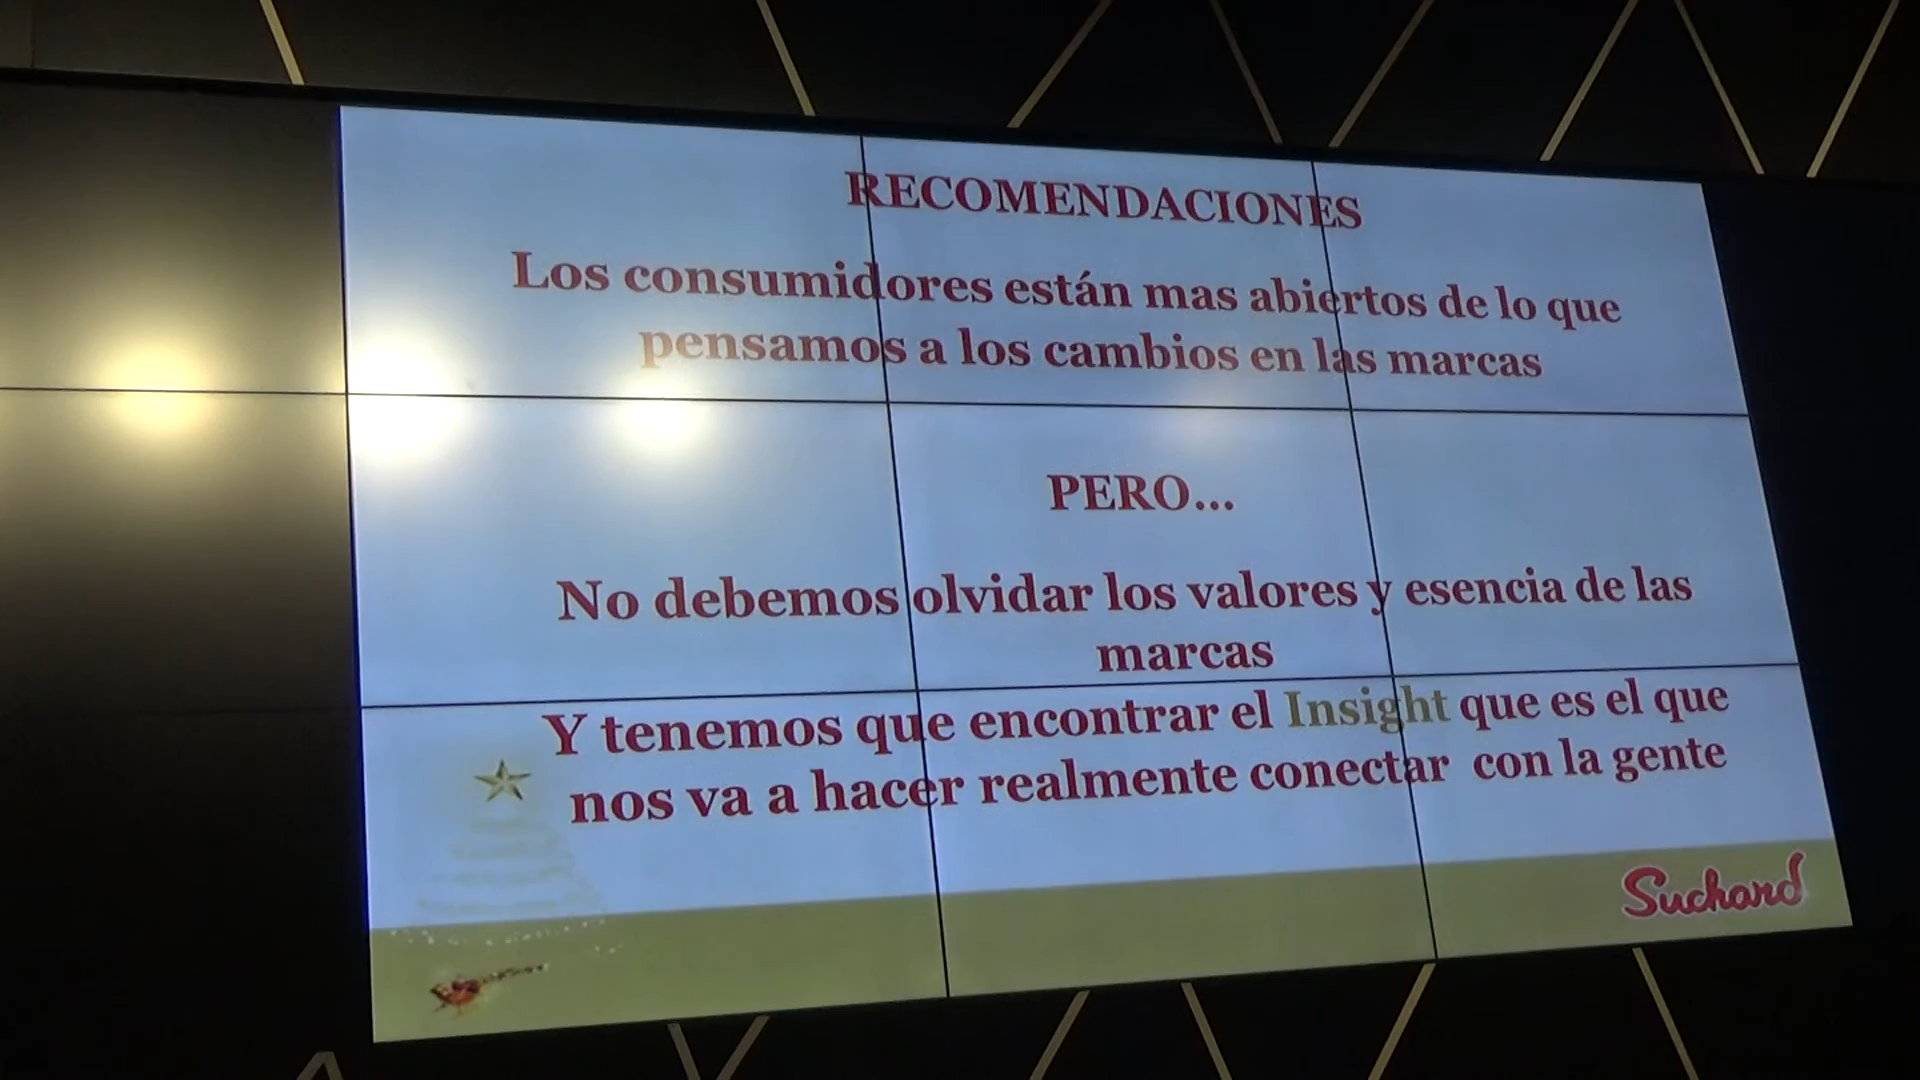 RECOMENDACIONES
Los consumidores están mas abiertos de lo que
pensamos a los cambios en las marcas
PERO...
No debemos olvidar los valores y esencia de las
marcas
Y tenemos que encontrar el Insight que es el que
nos va a hacer realmente conectar con la gente
Suchard